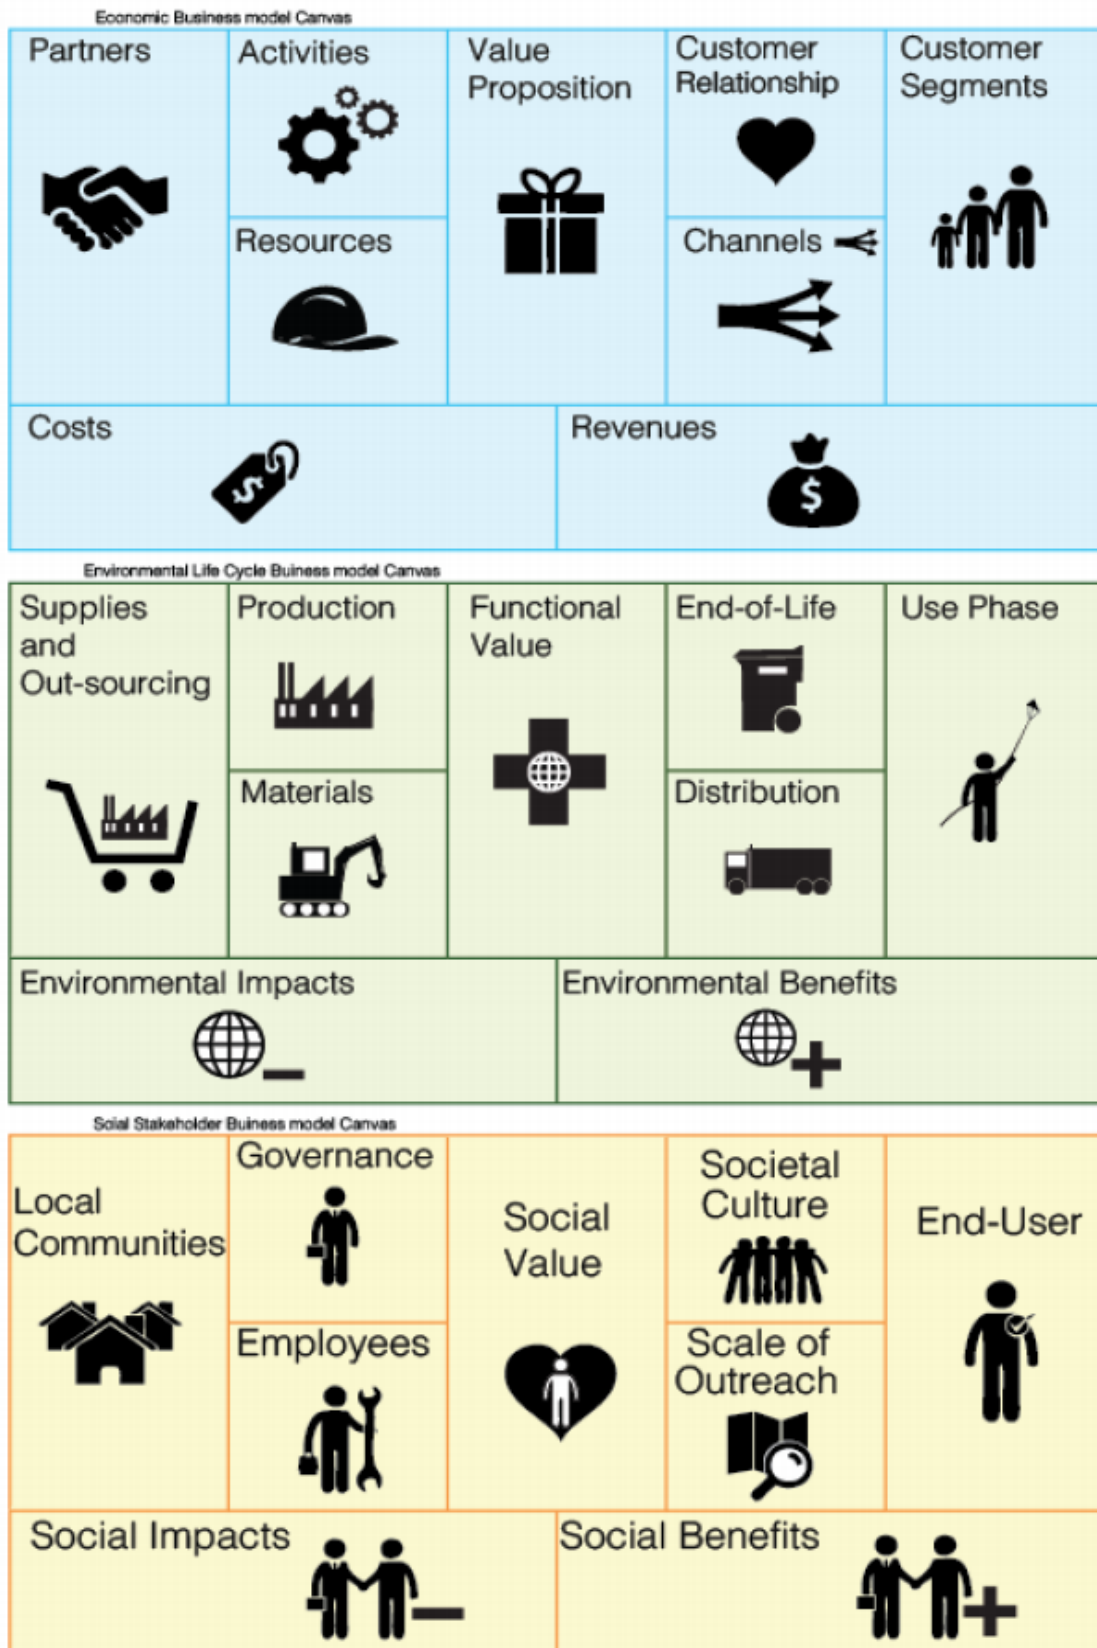 Economic Business model Canvas
Partners
Activities
Value
Proposition
Customer
Relationship
Customer
Segments
Resources
Channels
Costs
$
Revenues
$
Environmental Life Cycle Buiness model Canvas
Supplies
and
Out-sourcing
Production
Functional
Value
End-of-Life
Use Phase
Materials
Distribution
Environmental Impacts
Environmental Benefits
Soial Stakeholder Buiness model Canvas
Local
Communities
Governance
Social
Value
Societal
Culture
End-User
Employees
Scale of
Outreach
Social Impacts
Social Benefits